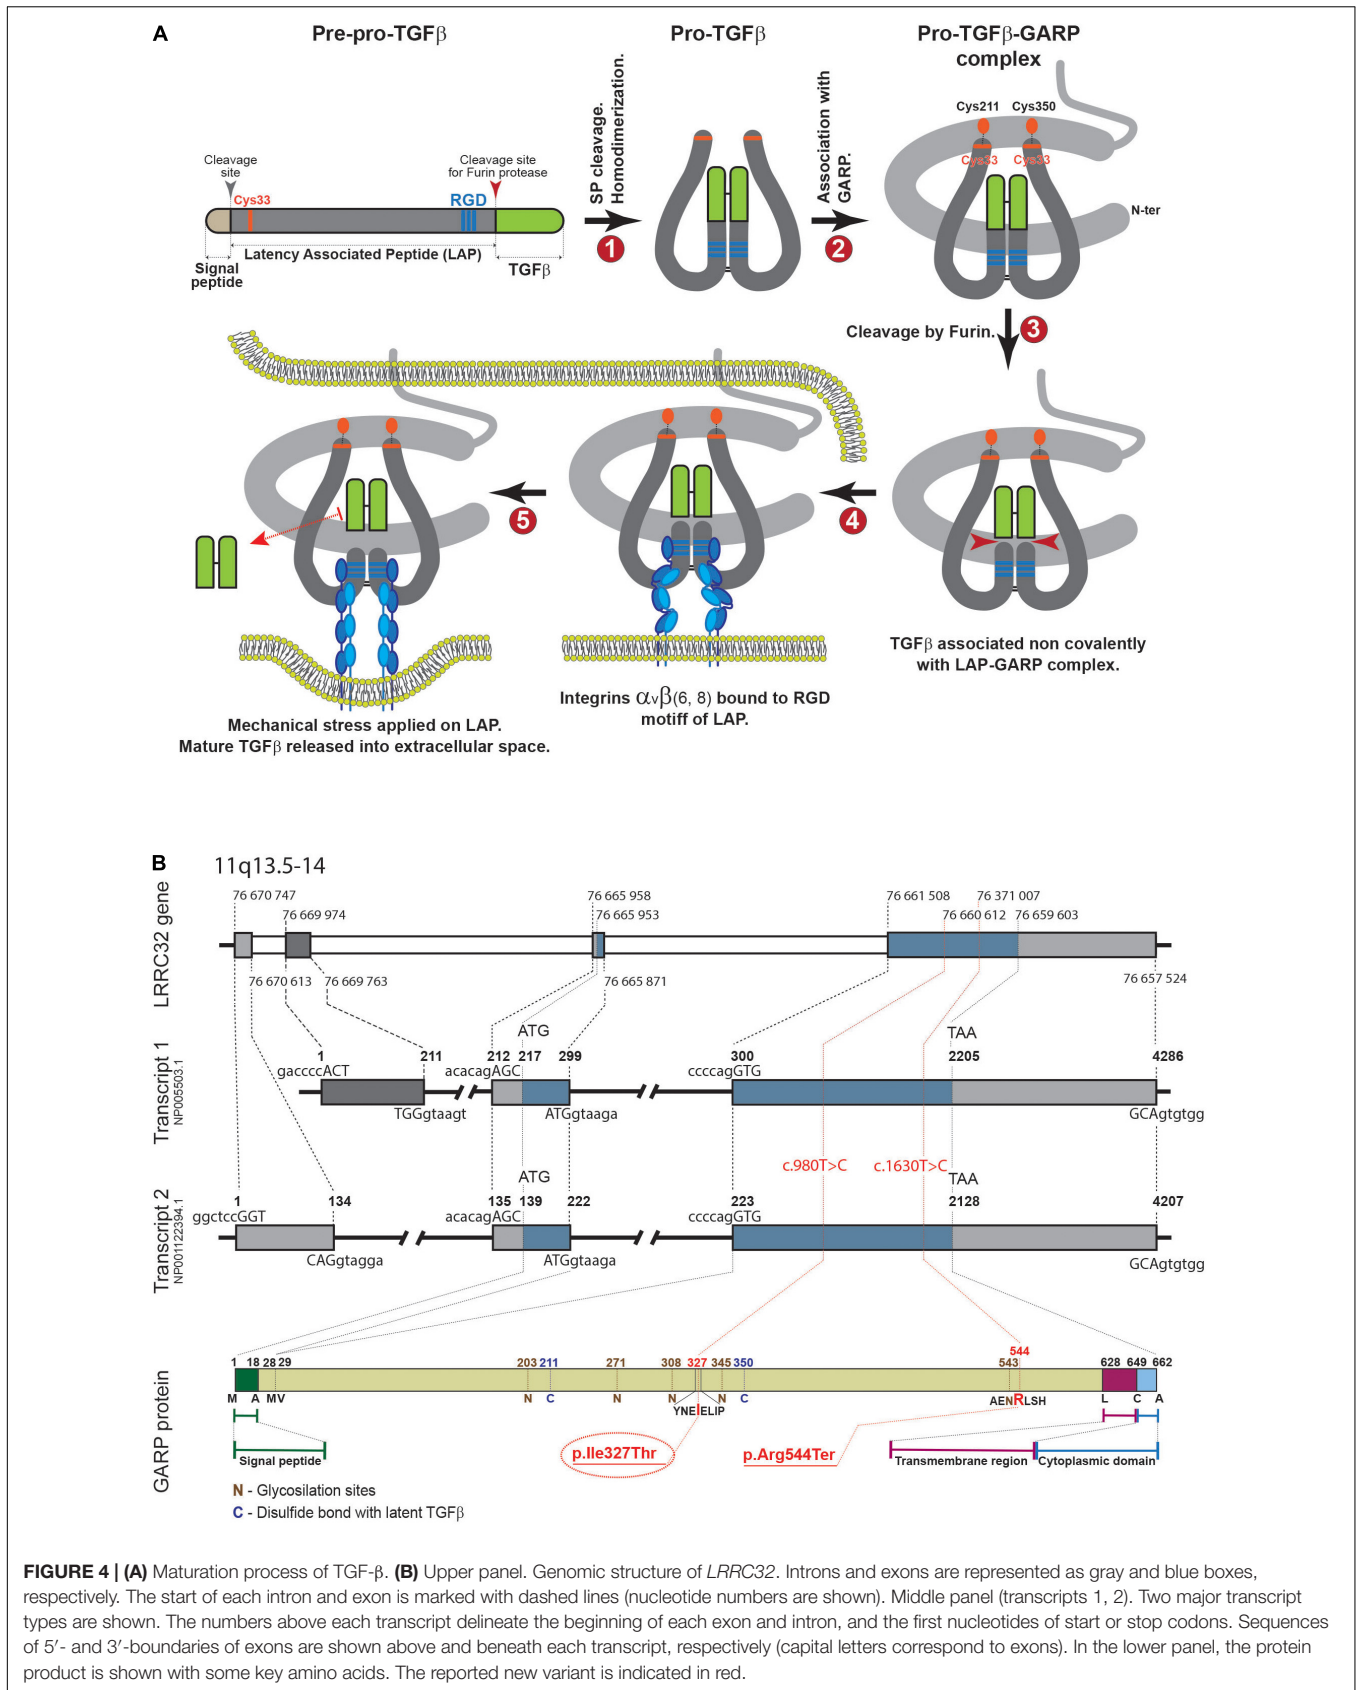 A
Pre-pro-TGFβ
Pro-TGFβ
Pro-TGFβ-GARP
complex
Cleavage
site
Cleavage site
for Furin protease
Cys33
RGD
Latency Associated Peptide (LAP)
Signal
peptide
TGFβ
SP cleavage.
Homodimerization.
1
Association with
GARP.
2
Cys211 Cys350
Cys33 Cys33
N-ter
Cleavage by Furin.
3
4
5
TGFβ associated non covalently
with LAP-GARP complex.
Integrins αvβ(6, 8) bound to RGD
motiff of LAP.
Mechanical stress applied on LAP.
Mature TGFβ released into extracellular space.
B
11q13.5-14
LRRC32 gene
76 670 747
76 665 958
76 661 508
76 371 007
76 669 974
76 665 953
76 660 612
76 659 603
76 670 613
76 669 763
76 665 871
76 657 524
Transcript 1
NP005503.1
ATG
TAA
1 211 212 217 299 300 2205 4286
gaccccACT
acacagAGC
ccccagGTG
TGGgtaagt
ATGgtaaga
GCAgtgtgg
c.980T>C
c.1630T>C
Transcript 2
NP001122394.1
ATG
TAA
1 134 135 139 222 223 2128 4207
ggctccGGT
acacagAGC
ccccagGTG
CAGgtagga
ATGgtaaga
GCAgtgtgg
GARP protein
544
1 18 28 29 203 211 271 308 327 345 350 543 628 649 662
M A M V N C N N YNEIELIP N C AENRLSH L C A
Signal peptide
p.Ile327Thr
p.Arg544Ter
Transmembrane region
Cytoplasmic domain
N - Glycosilation sites
C - Disulfide bond with latent TGFβ
FIGURE 4 | (A) Maturation process of TGF-β. (B) Upper panel. Genomic structure of LRRC32. Introns and exons are represented as gray and blue boxes,
respectively. The start of each intron and exon is marked with dashed lines (nucleotide numbers are shown). Middle panel (transcripts 1, 2). Two major transcript
types are shown. The numbers above each transcript delineate the beginning of each exon and intron, and the first nucleotides of start or stop codons. Sequences
of 5′- and 3′-boundaries of exons are shown above and beneath each transcript, respectively (capital letters correspond to exons). In the lower panel, the protein
product is shown with some key amino acids. The reported new variant is indicated in red.